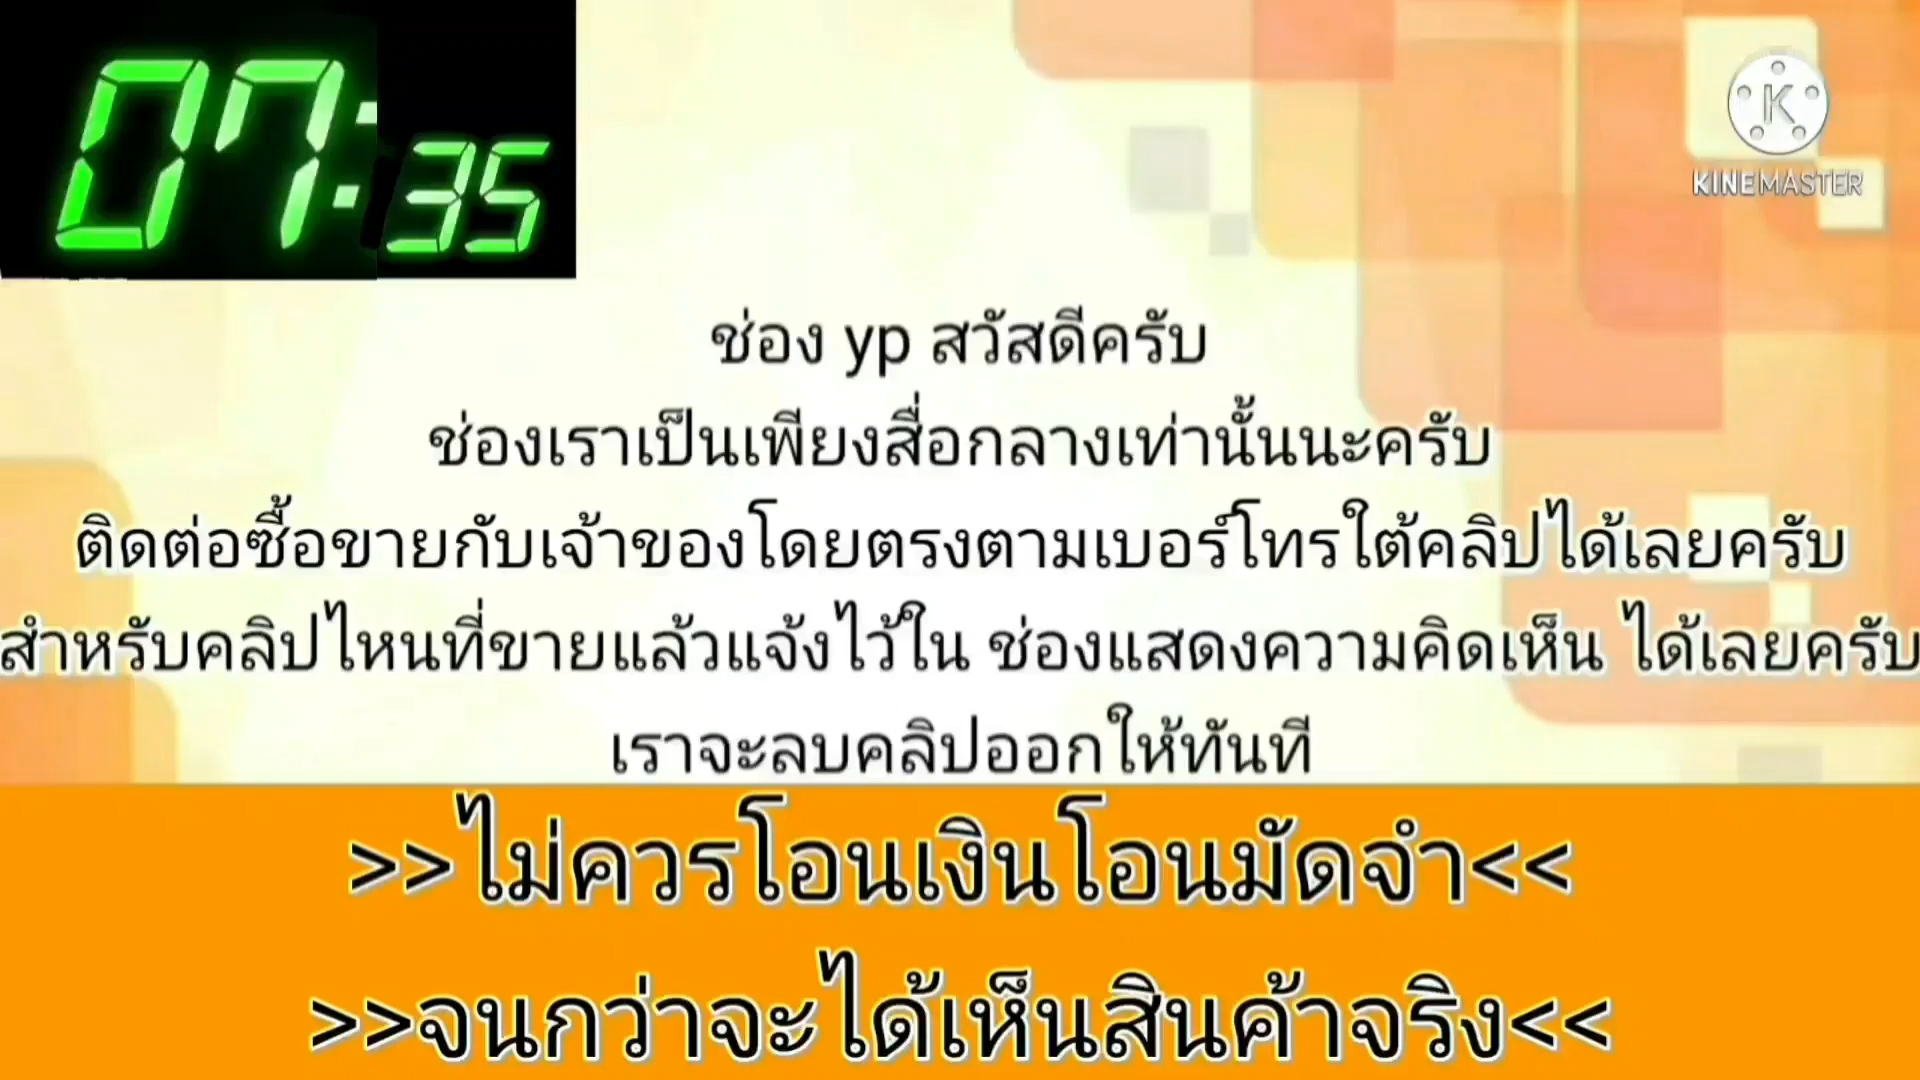 07:35
KINEMASTER
ช่อง yp สวัสดีครับ
ช่องเราเป็นเพียงสื่อกลางเท่านั้นนะครับ
ติดต่อซื้อขายกับเจ้าของโดยตรงตามเบอร์โทรใต้คลิปได้เลยครับ
สำหรับคลิปไหนที่ขายแล้วแจ้งไว้ใน ช่องแสดงความคิดเห็น ได้เลยครับ
เราจะลบคลิปออกให้ทันที
>>ไม่ควรโอนเงินโอนมัดจำ<<
>>จนกว่าจะได้เห็นสินค้าจริง<<